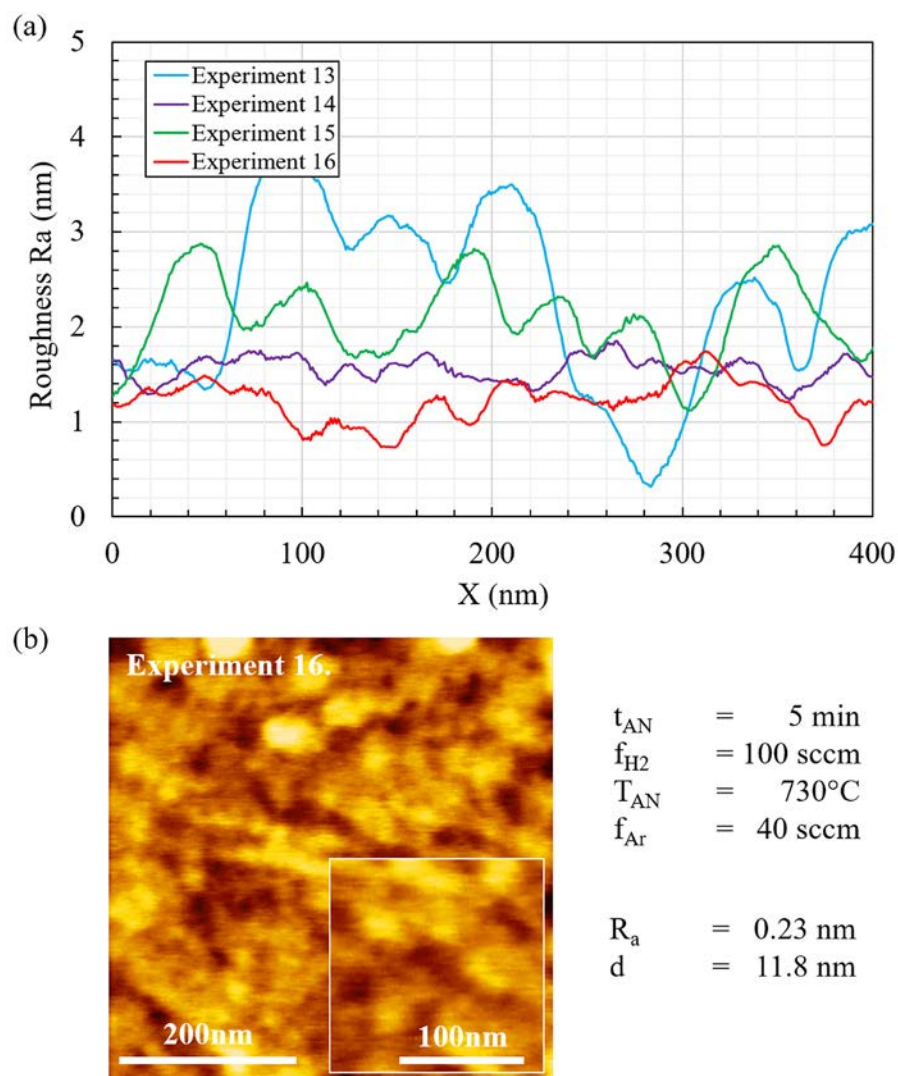 (a)
5
4
3
2
1
0
Roughness Ra (nm)
Experiment 13
Experiment 14
Experiment 15
Experiment 16
0 100 200 300 400
X (nm)
(b)
Experiment 16.
200nm
100nm
t_AN = 5 min
f_H2 = 100 sccm
T_AN = 730°C
f_Ar = 40 sccm
R_a = 0.23 nm
d = 11.8 nm